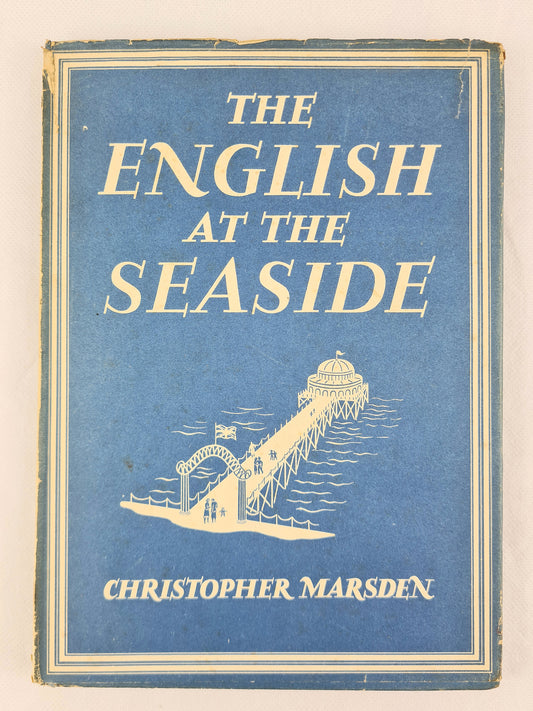 THE
ENGLISH
AT THE
SEASIDE
CHRISTOPHER MARSDEN